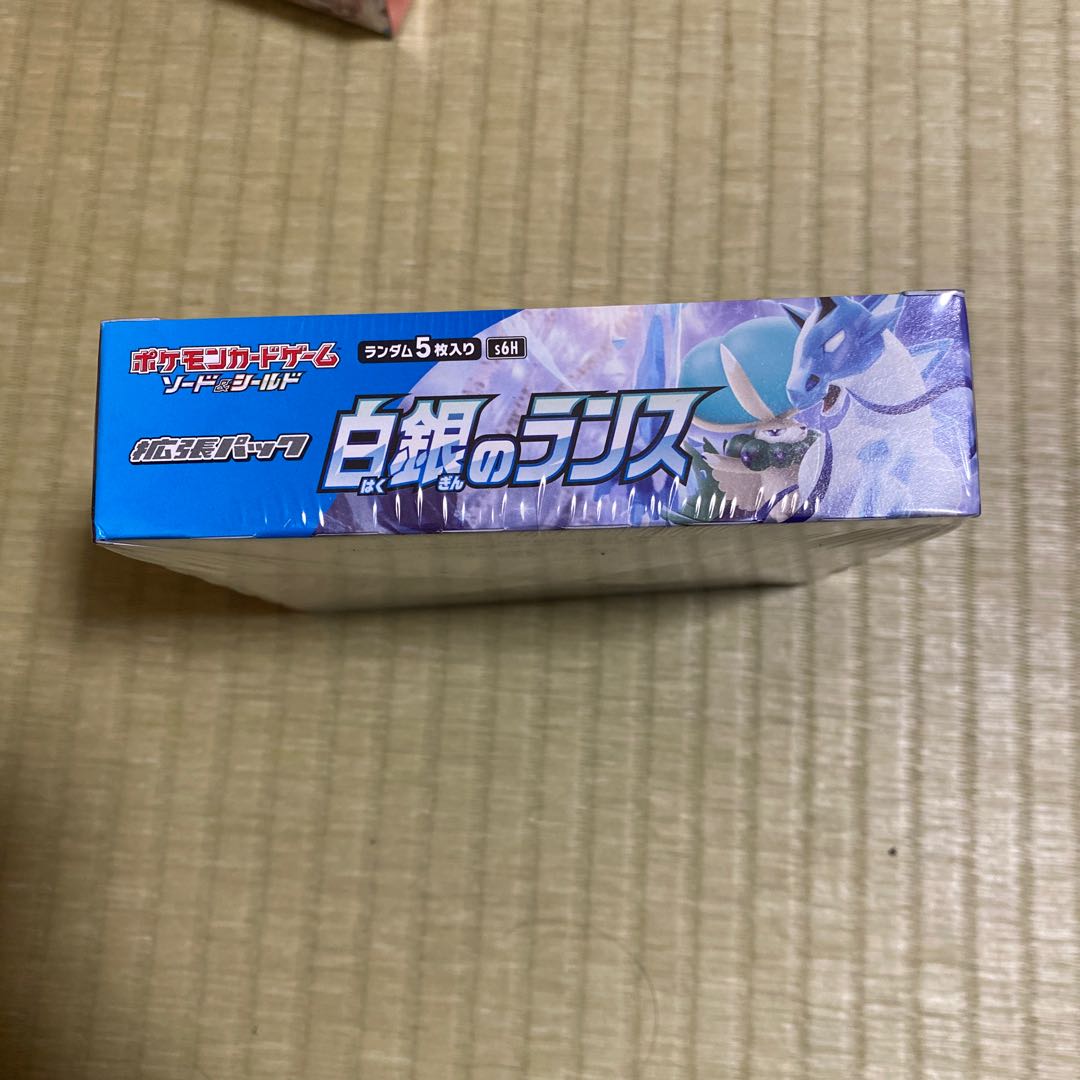 ポケモンカードゲーム
ソード&シールド
ランダム5枚入り s6H
拡張パック
白銀のランス
はく ぎん